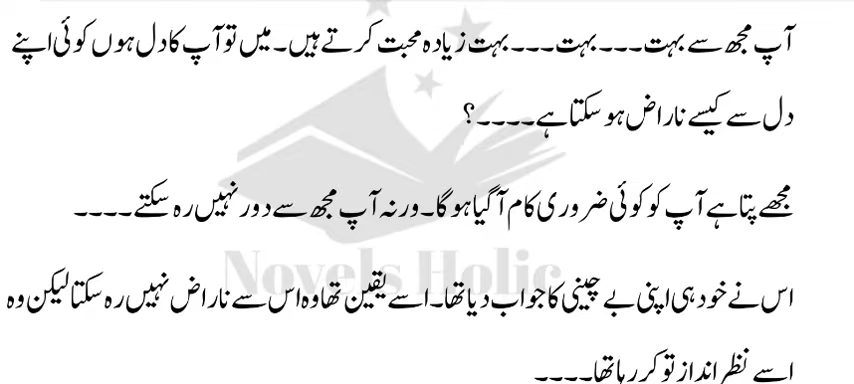 آپ مجھ سے بہت۔۔۔بہت۔۔۔بہت زیادہ محبت کرتے ہیں۔ میں تو آپ کا دل ہوں کوئی اپنے
دل سے کیسے ناراض ہو سکتا ہے۔۔۔۔؟
مجھے پتا ہے آپ کو کوئی ضروری کام آگیا ہو گا۔ ورنہ آپ مجھ سے دور نہیں رہ سکتے۔۔۔۔
Novels Holic
اس نے خود ہی اپنی بے چینی کا جواب دیا تھا۔ اسے یقین تھا وہ اس سے ناراض نہیں رہ سکتا لیکن وہ
اسے نظر انداز تو کر رہا تھا۔۔۔۔